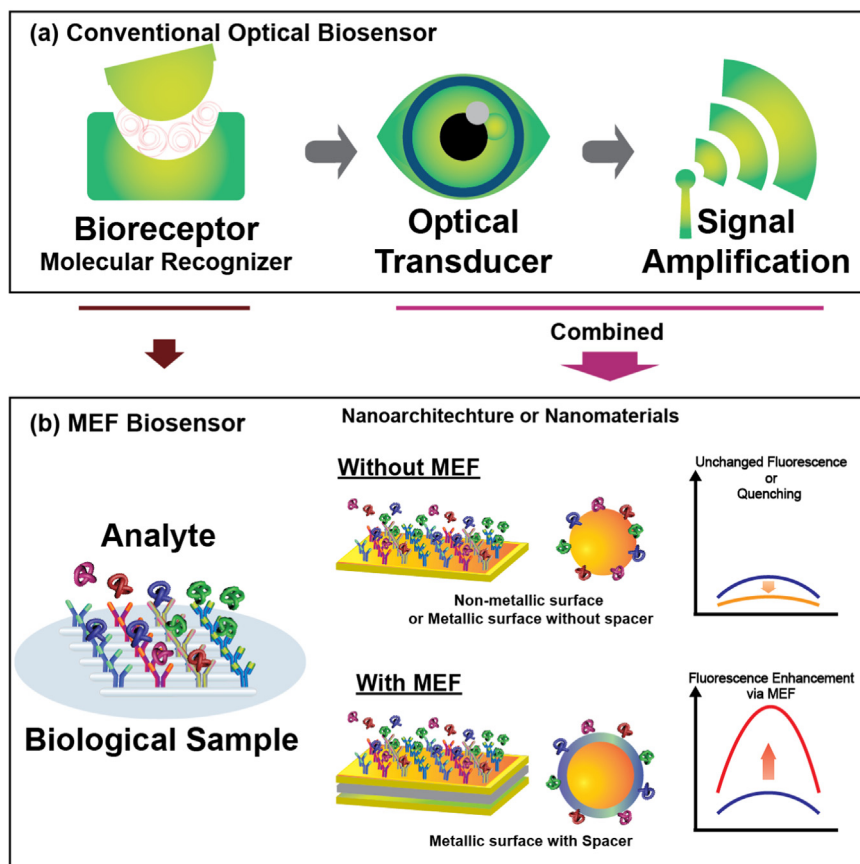 (a) Conventional Optical Biosensor
Bioreceptor
Molecular Recognizer
Optical
Transducer
Signal
Amplification
Combined
(b) MEF Biosensor
Nanoarchitechture or Nanomaterials
Analyte
Biological Sample
Without MEF
Non-metallic surface
or Metallic surface without spacer
Unchanged Fluorescence
or
Quenching
With MEF
Metallic surface with Spacer
Fluorescence Enhancement
via MEF